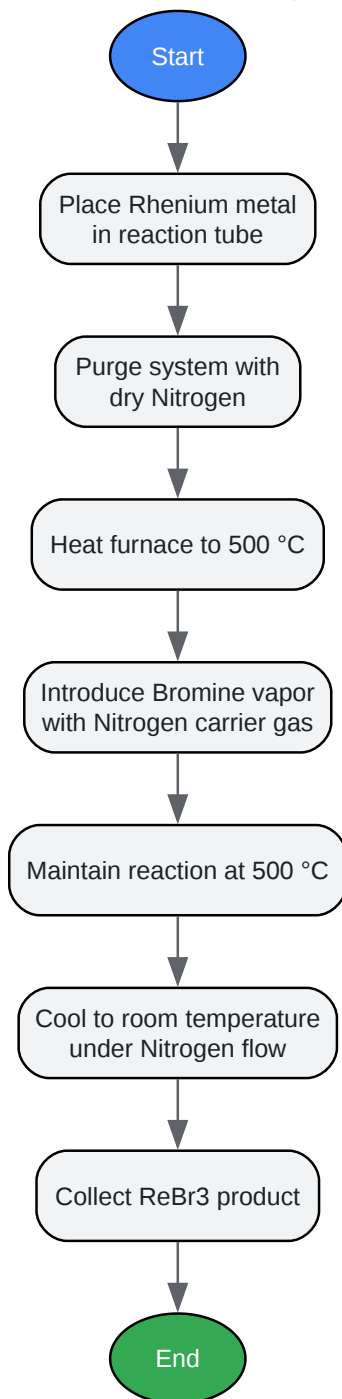 Start
Place Rhenium metal
in reaction tube
Purge system with
dry Nitrogen
Heat furnace to 500 °C
Introduce Bromine vapor
with Nitrogen carrier gas
Maintain reaction at 500 °C
Cool to room temperature
under Nitrogen flow
Collect ReBr3 product
End